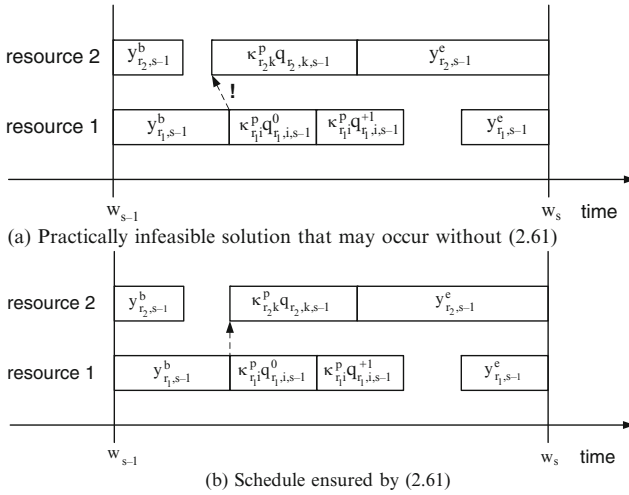 resource 2 y^b_{r_2,s−1} κ^p_{r_2k}q_{r_2,k,s−1} y^e_{r_2,s−1}
!
resource 1 y^b_{r_1,s−1} κ^p_{r_1i}q^0_{r_1,i,s−1} κ^p_{r_1i}q^{+1}_{r_1,i,s−1} y^e_{r_1,s−1}
w_{s−1} w_s time
(a) Practically infeasible solution that may occur without (2.61)
resource 2 y^b_{r_2,s−1} κ^p_{r_2k}q_{r_2,k,s−1} y^e_{r_2,s−1}
resource 1 y^b_{r_1,s−1} κ^p_{r_1i}q^0_{r_1,i,s−1} κ^p_{r_1i}q^{+1}_{r_1,i,s−1} y^e_{r_1,s−1}
w_{s−1} w_s time
(b) Schedule ensured by (2.61)